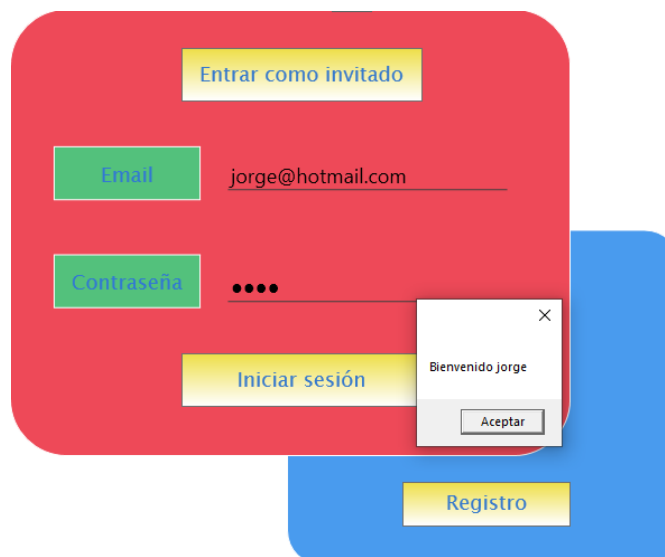 Entrar como invitado
Email
jorge@hotmail.com
Contraseña
••••
Bienvenido jorge
Iniciar sesión
Aceptar
Registro